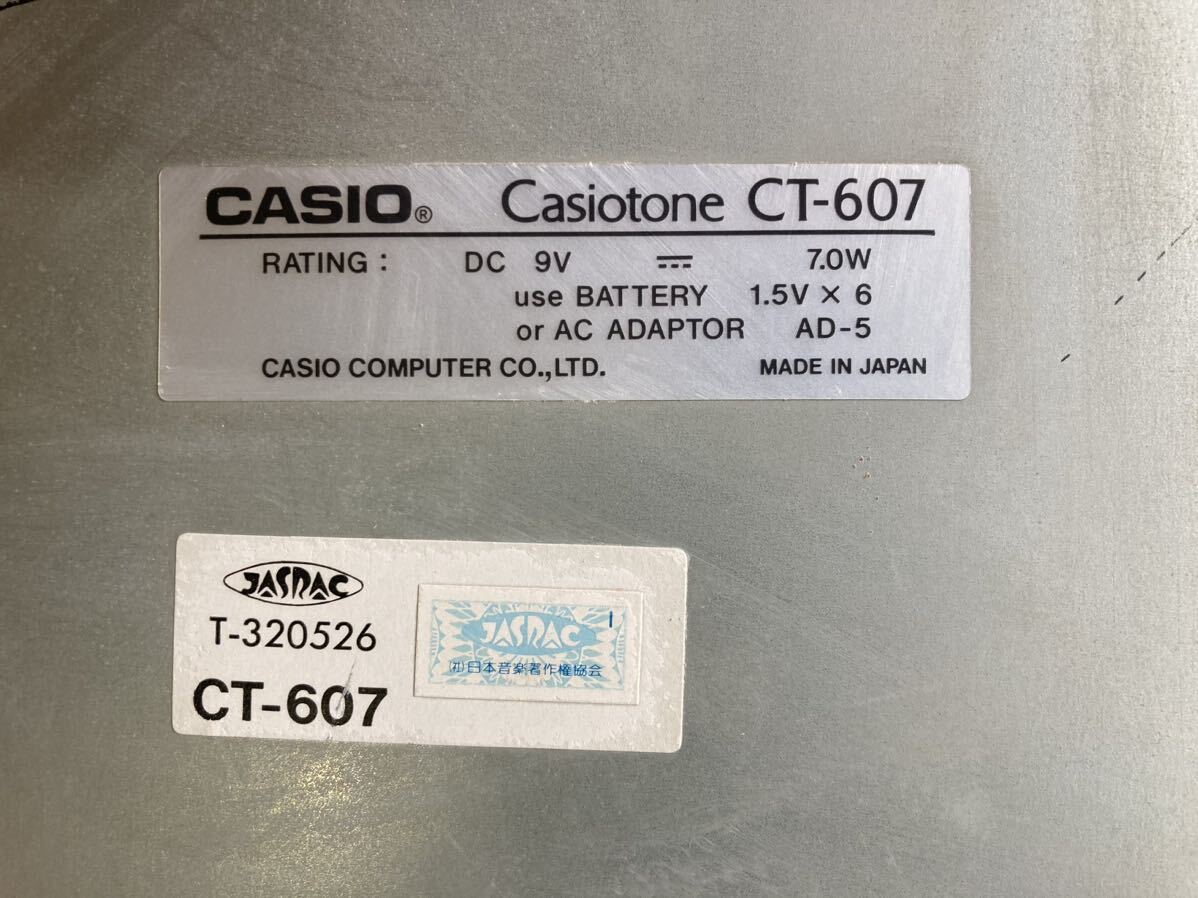 CASIO® Casiotone CT-607
RATING : DC 9V ⎓ 7.0W
use BATTERY 1.5V × 6
or AC ADAPTOR AD-5
CASIO COMPUTER CO.,LTD. MADE IN JAPAN
JASRAC
T-320526
CT-607
1
JASRAC
(社)日本音楽著作権協会